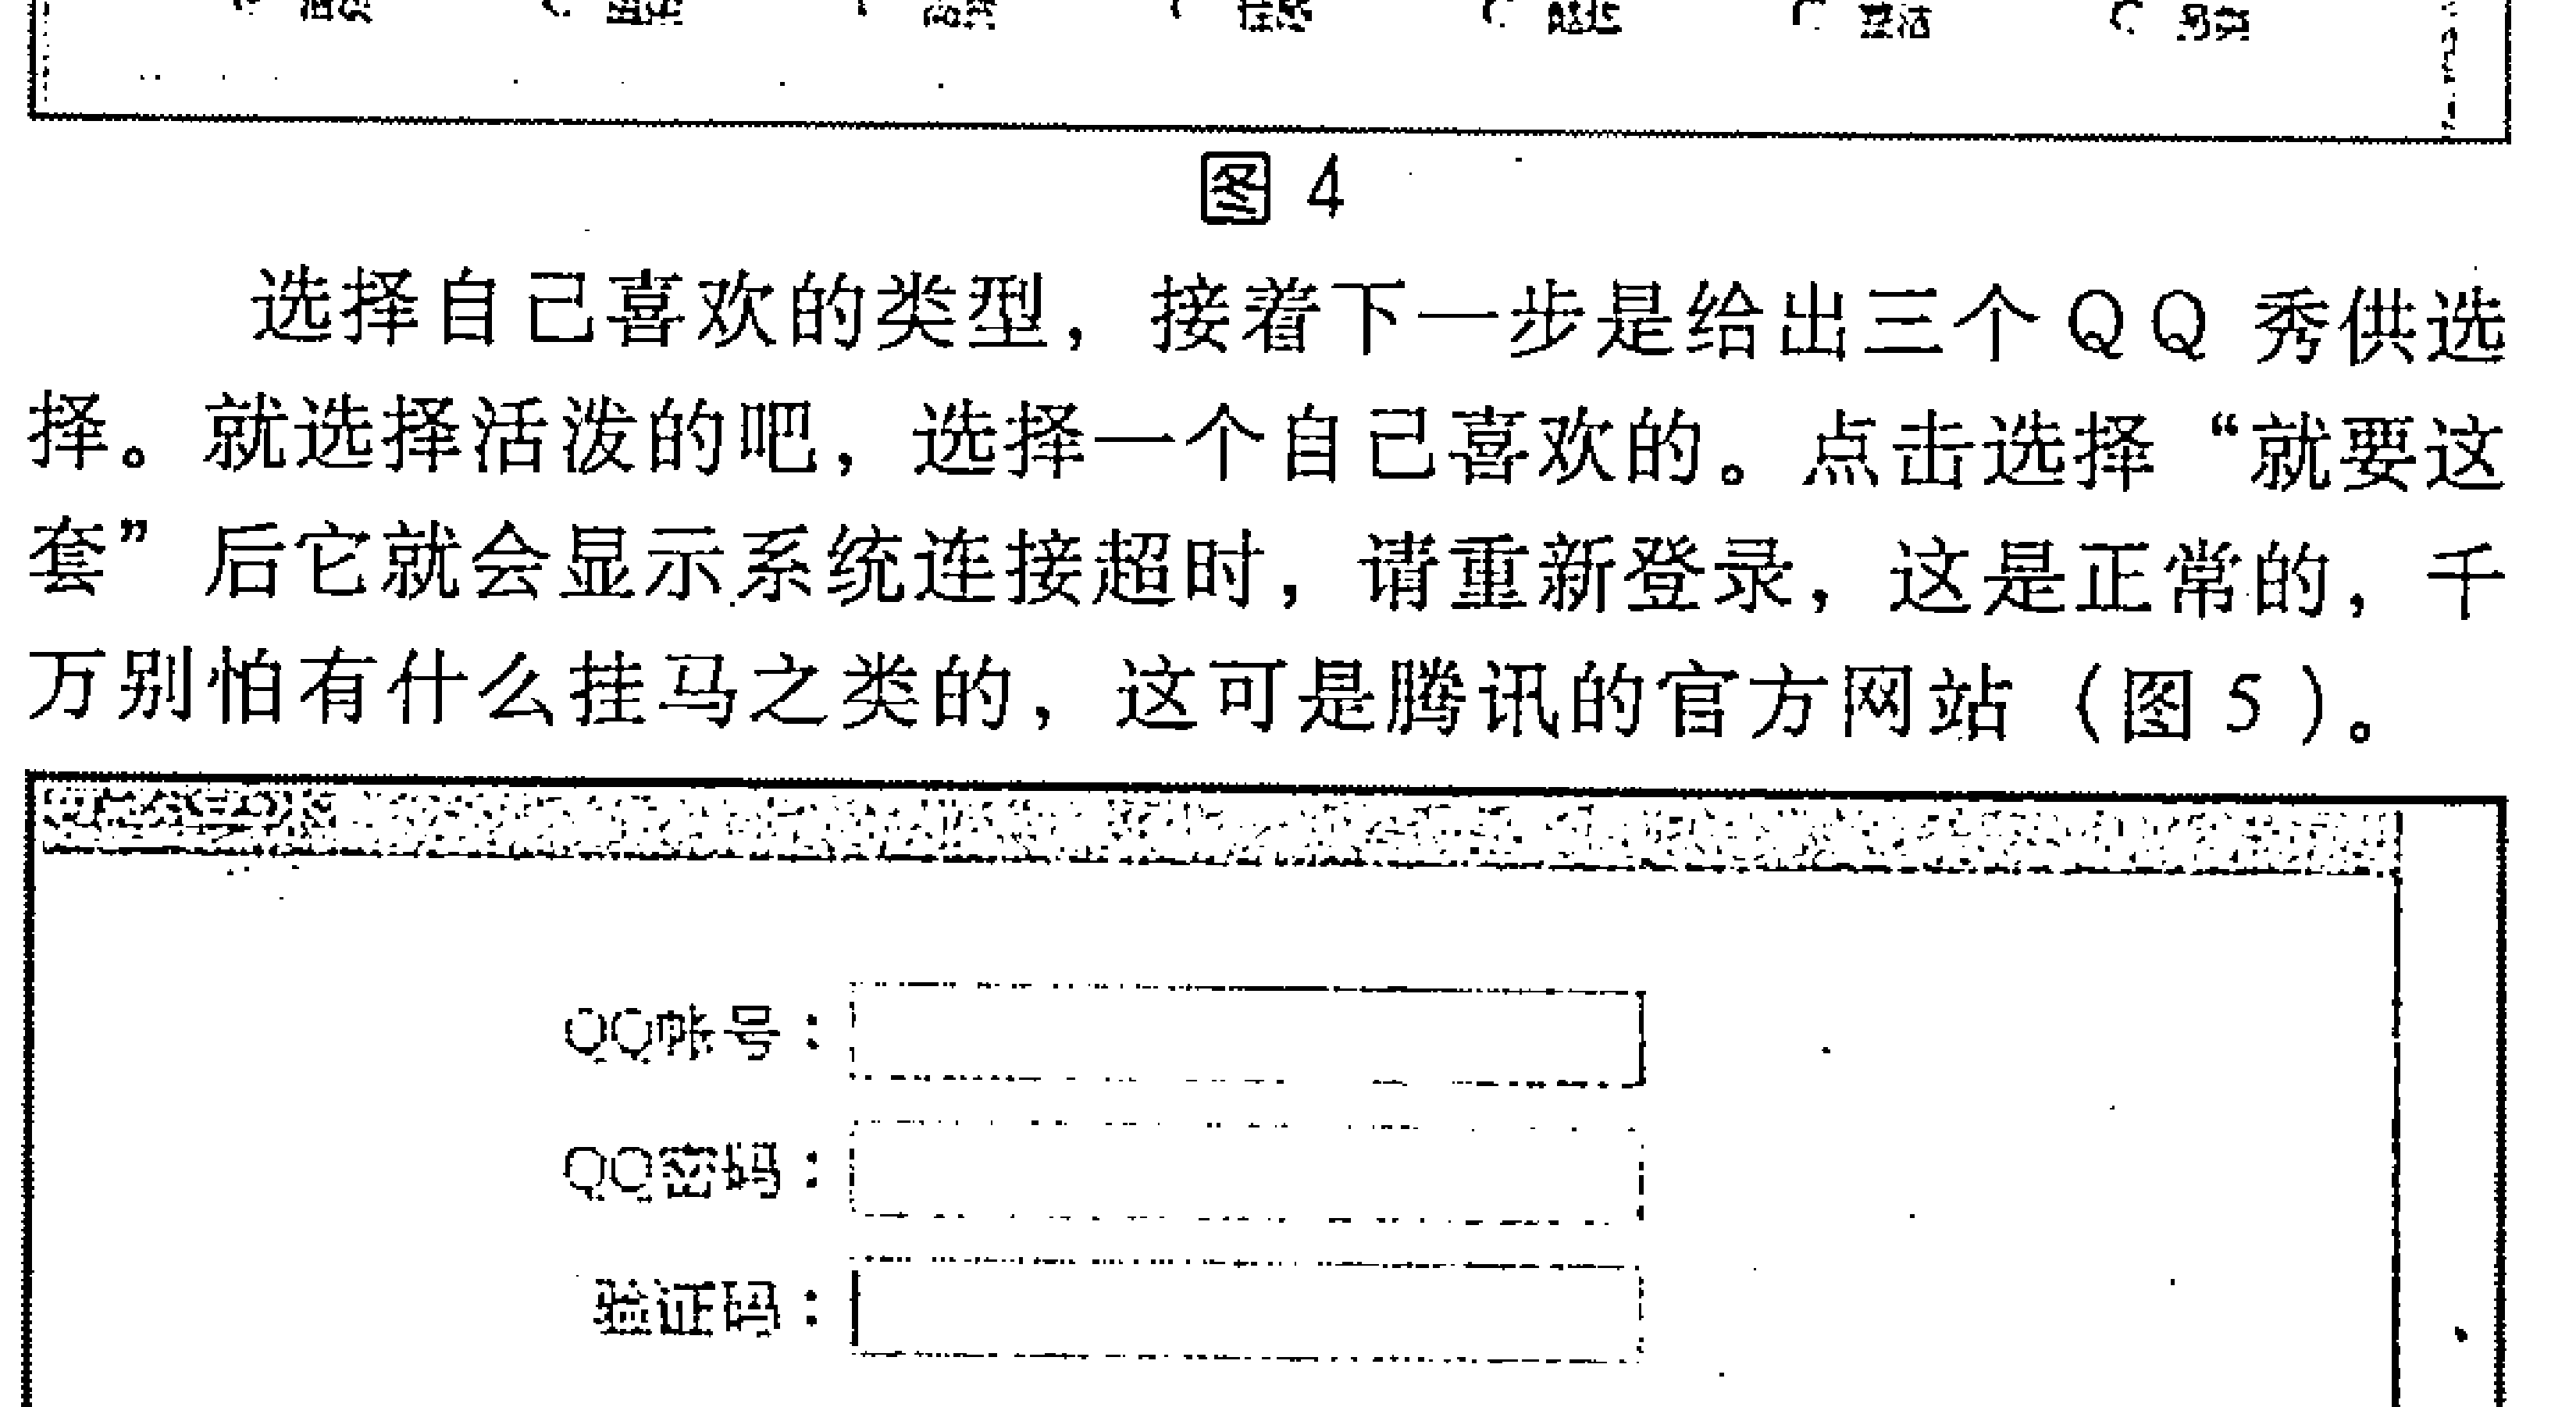 图 4
选择自己喜欢的类型，接着下一步是给出三个 Q Q 秀供选
择。就选择活泼的吧，选择一个自己喜欢的。点击选择“就要这
套”后它就会显示系统连接超时，请重新登录，这是正常的，千
万别怕有什么挂马之类的，这可是腾讯的官方网站（图 5）。
QQ帐号：
QQ密码：
验证码：